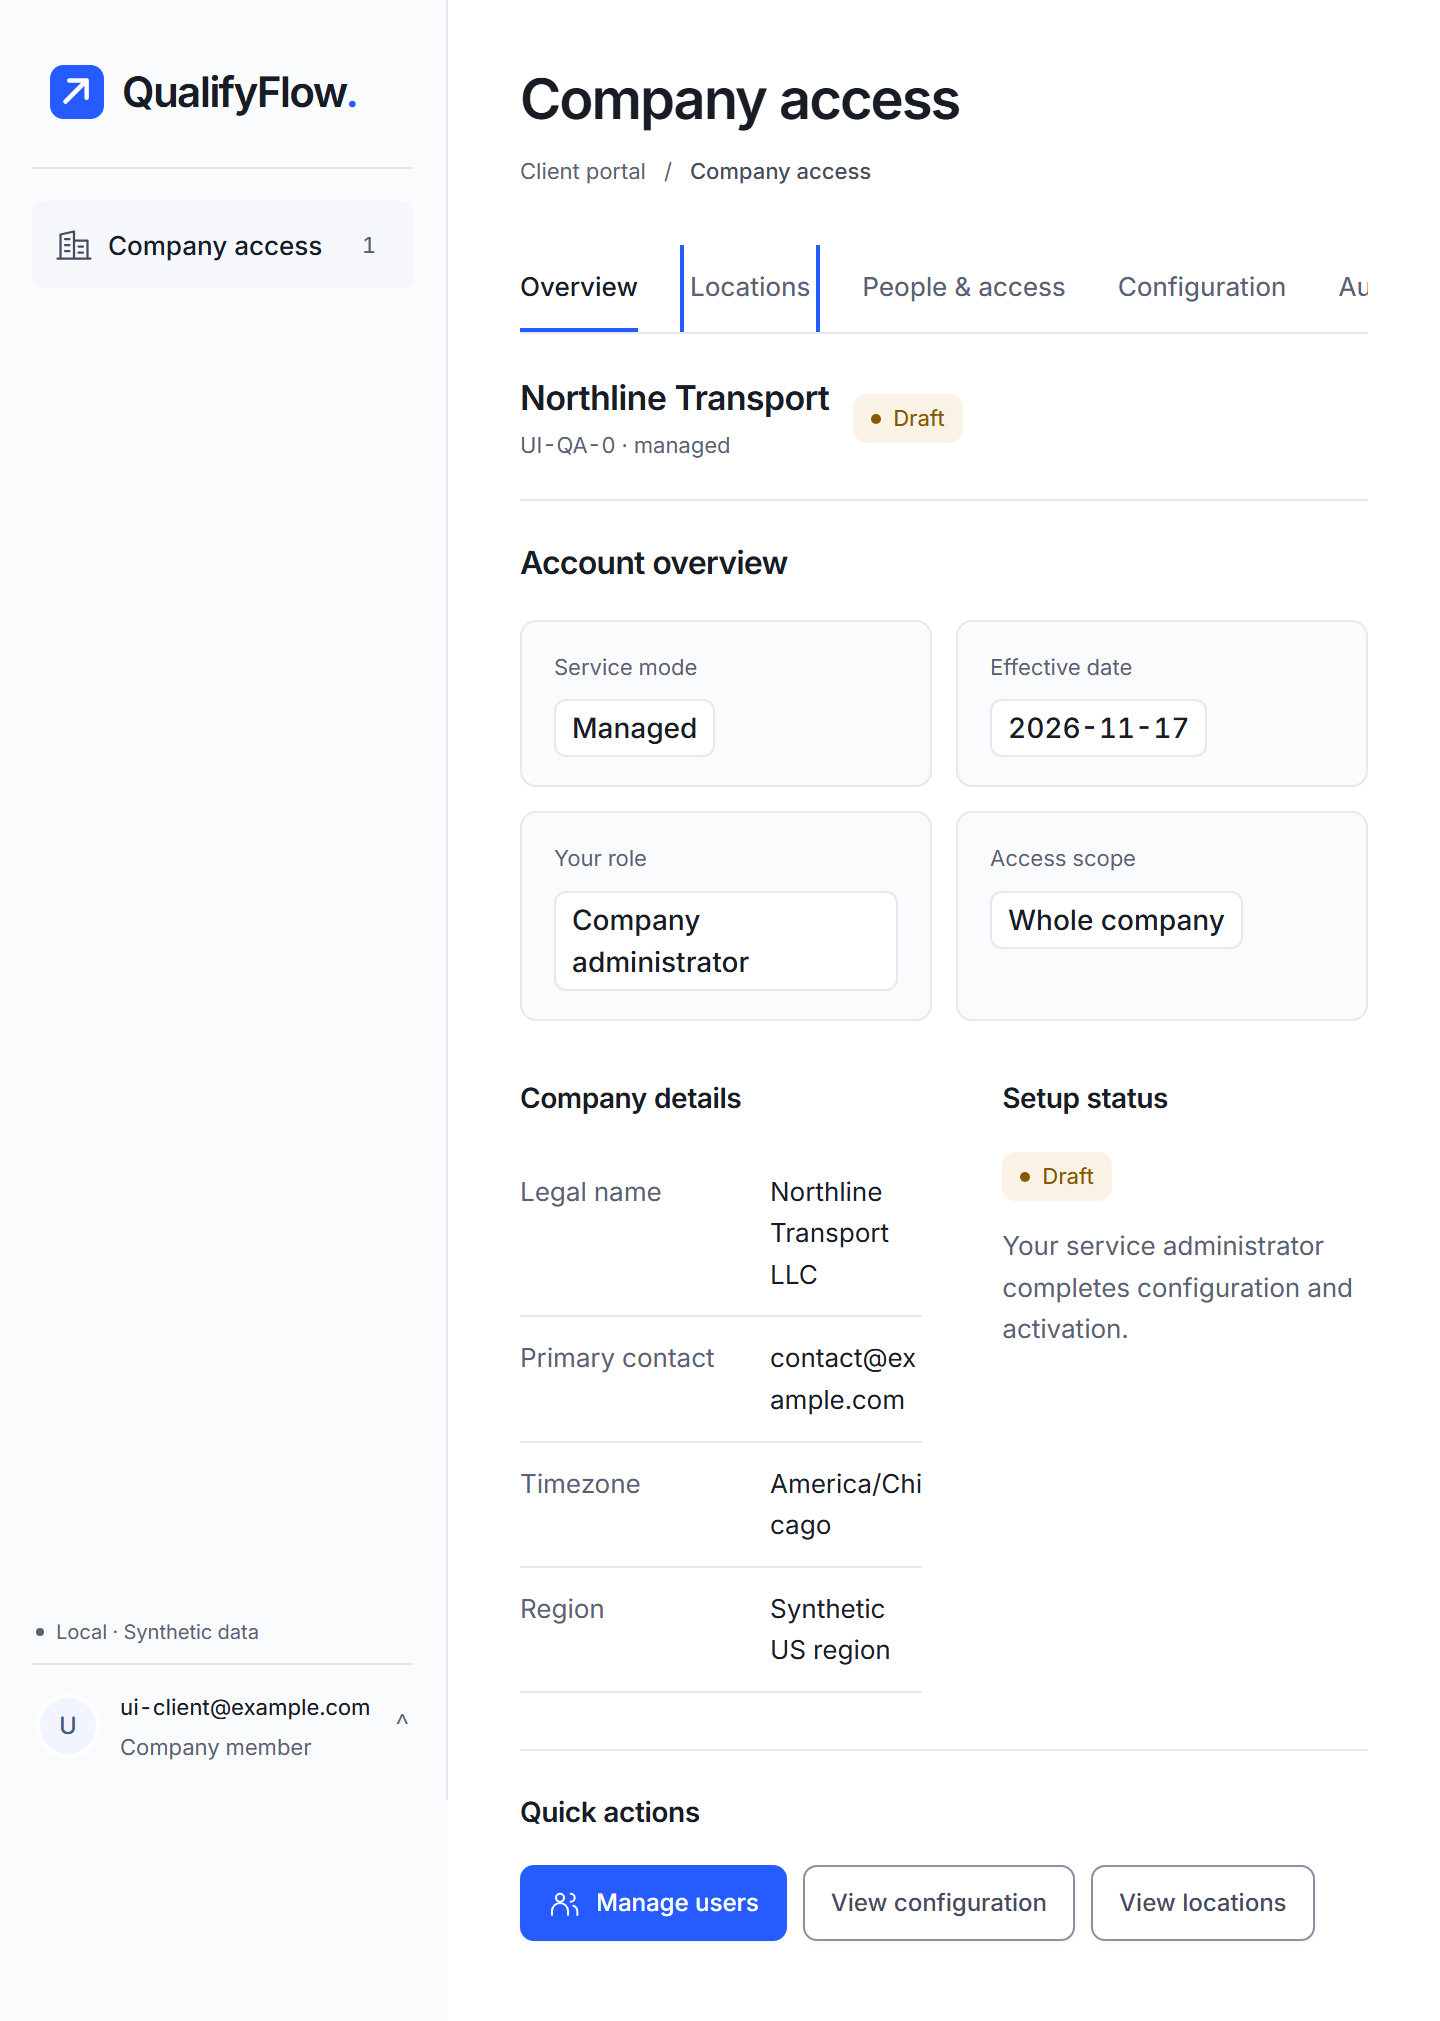 QualifyFlow.
Company access 1
Local · Synthetic data
U
ui-client@example.com
Company member
^
Company access
Client portal / Company access
Overview Locations People & access Configuration Au
Northline Transport
Draft
UI-QA-0 · managed
Account overview
Service mode
Managed
Effective date
2026-11-17
Your role
Company
administrator
Access scope
Whole company
Company details
Legal name
Northline
Transport
LLC
Primary contact
contact@ex
ample.com
Timezone
America/Chi
cago
Region
Synthetic
US region
Setup status
Draft
Your service administrator
completes configuration and
activation.
Quick actions
Manage users
View configuration
View locations